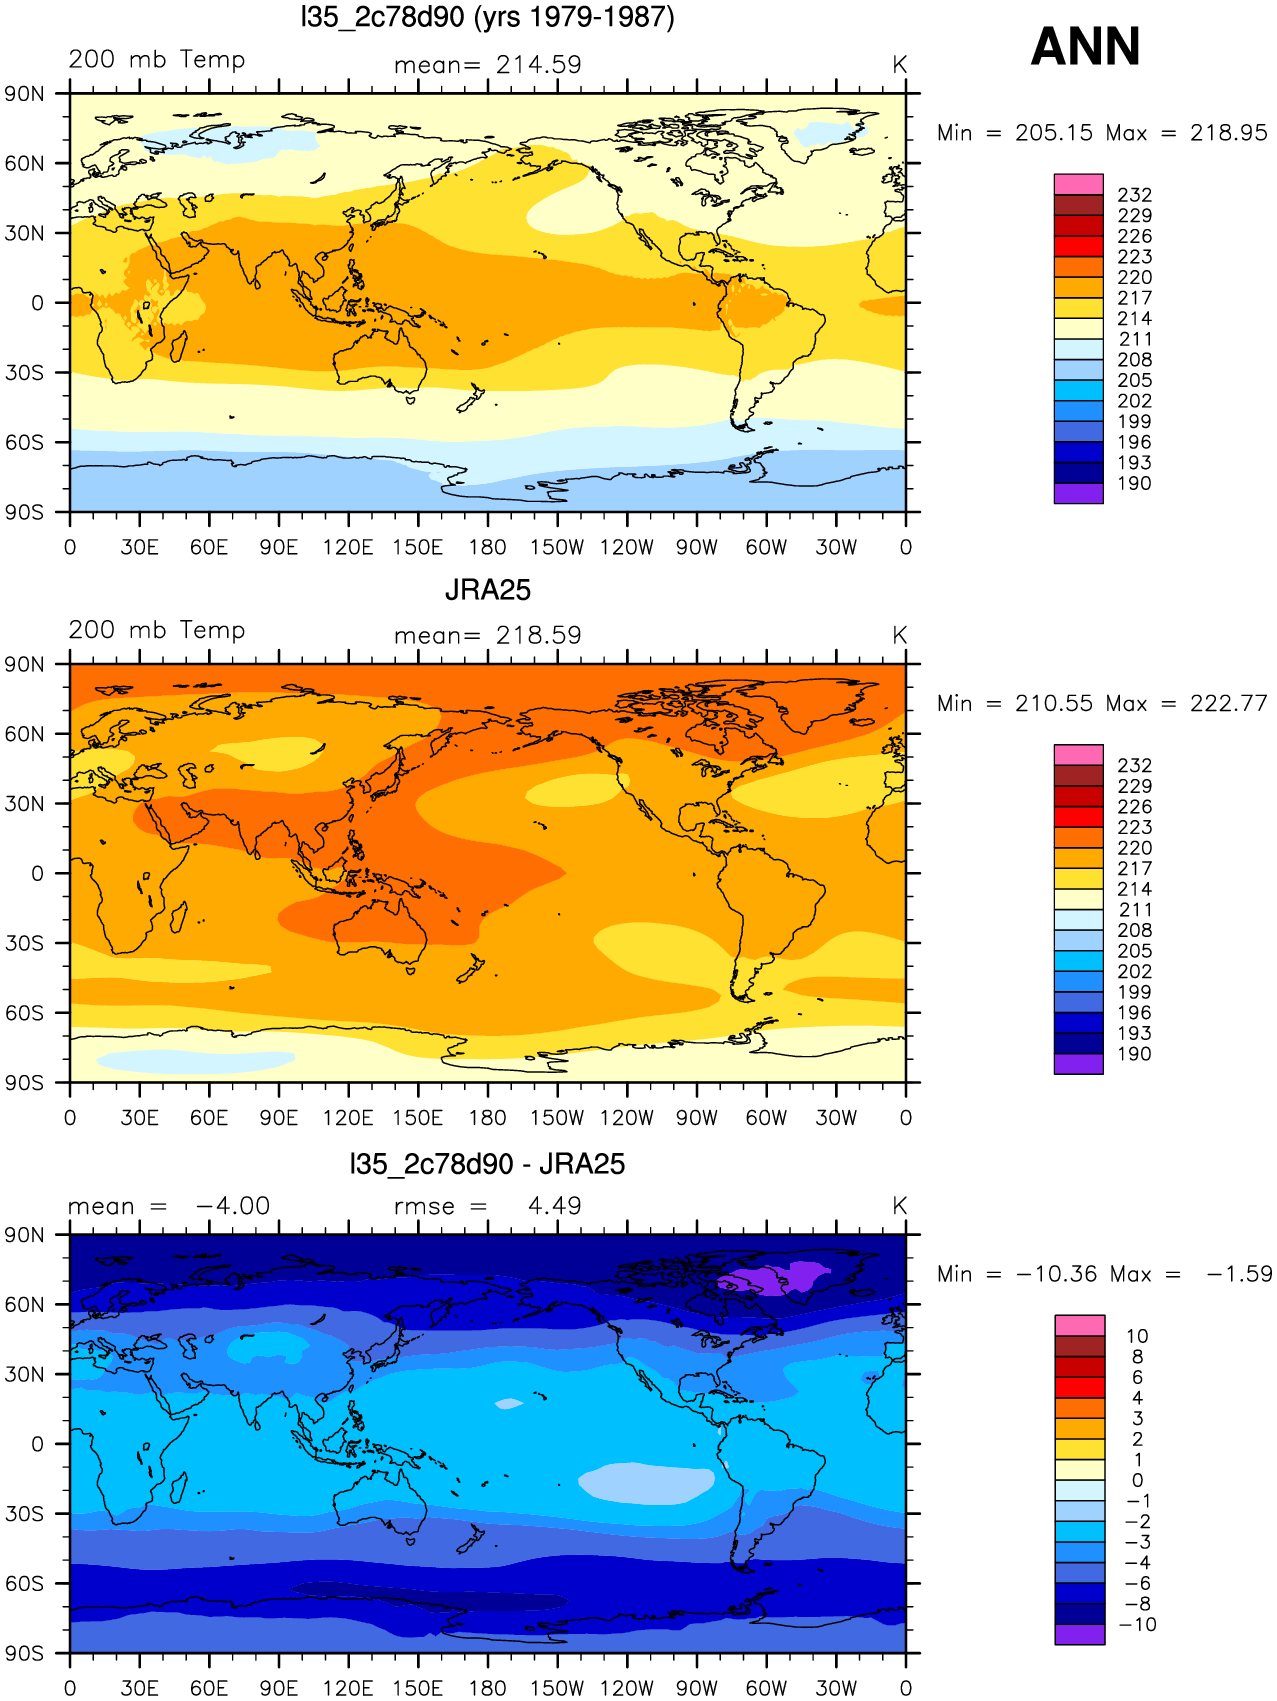 l35_2c78d90 (yrs 1979-1987)
ANN
200 mb Temp mean= 214.59 K
Min = 205.15 Max = 218.95
90N
60N
30N
0
30S
60S
90S
0 30E 60E 90E 120E 150E 180 150W 120W 90W 60W 30W 0
232
229
226
223
220
217
214
211
208
205
202
199
196
193
190
JRA25
200 mb Temp mean= 218.59 K
Min = 210.55 Max = 222.77
90N
60N
30N
0
30S
60S
90S
0 30E 60E 90E 120E 150E 180 150W 120W 90W 60W 30W 0
232
229
226
223
220
217
214
211
208
205
202
199
196
193
190
l35_2c78d90 - JRA25
mean = −4.00 rmse = 4.49 K
Min = −10.36 Max = −1.59
90N
60N
30N
0
30S
60S
90S
0 30E 60E 90E 120E 150E 180 150W 120W 90W 60W 30W 0
10
8
6
4
3
2
1
0
−1
−2
−3
−4
−6
−8
−10